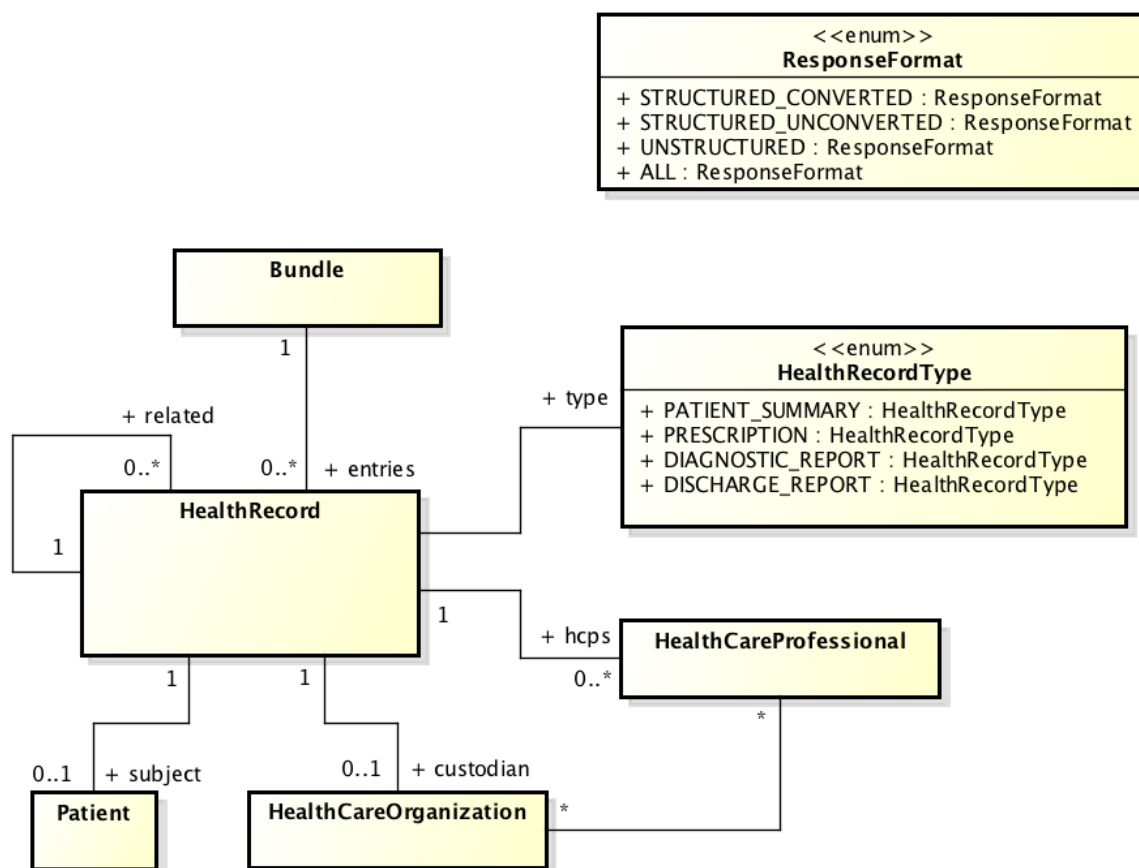 <<enum>>
ResponseFormat
+ STRUCTURED_CONVERTED : ResponseFormat
+ STRUCTURED_UNCONVERTED : ResponseFormat
+ UNSTRUCTURED : ResponseFormat
+ ALL : ResponseFormat
Bundle
1
<<enum>>
HealthRecordType
+ PATIENT_SUMMARY : HealthRecordType
+ PRESCRIPTION : HealthRecordType
+ DIAGNOSTIC_REPORT : HealthRecordType
+ DISCHARGE_REPORT : HealthRecordType
+ type
+ related
0..*
0..*
+ entries
HealthRecord
1
1
+ hcps
0..*
HealthCareProfessional
*
1
1
0..1
+ subject
0..1
+ custodian
Patient
HealthCareOrganization
*